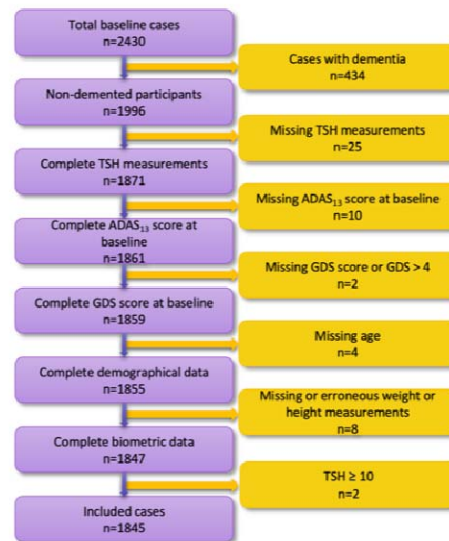 Total baseline cases
n=2430
Cases with dementia
n=434
Non-demented participants
n=1996
Missing TSH measurements
n=25
Complete TSH measurements
n=1871
Missing ADAS₁₃ score at baseline
n=10
Complete ADAS₁₃ score at
baseline
n=1861
Missing GDS score or GDS > 4
n=2
Complete GDS score at baseline
n=1859
Missing age
n=4
Complete demographical data
n=1855
Missing or erroneous weight or
height measurements
n=8
Complete biometric data
n=1847
TSH ≥ 10
n=2
Included cases
n=1845